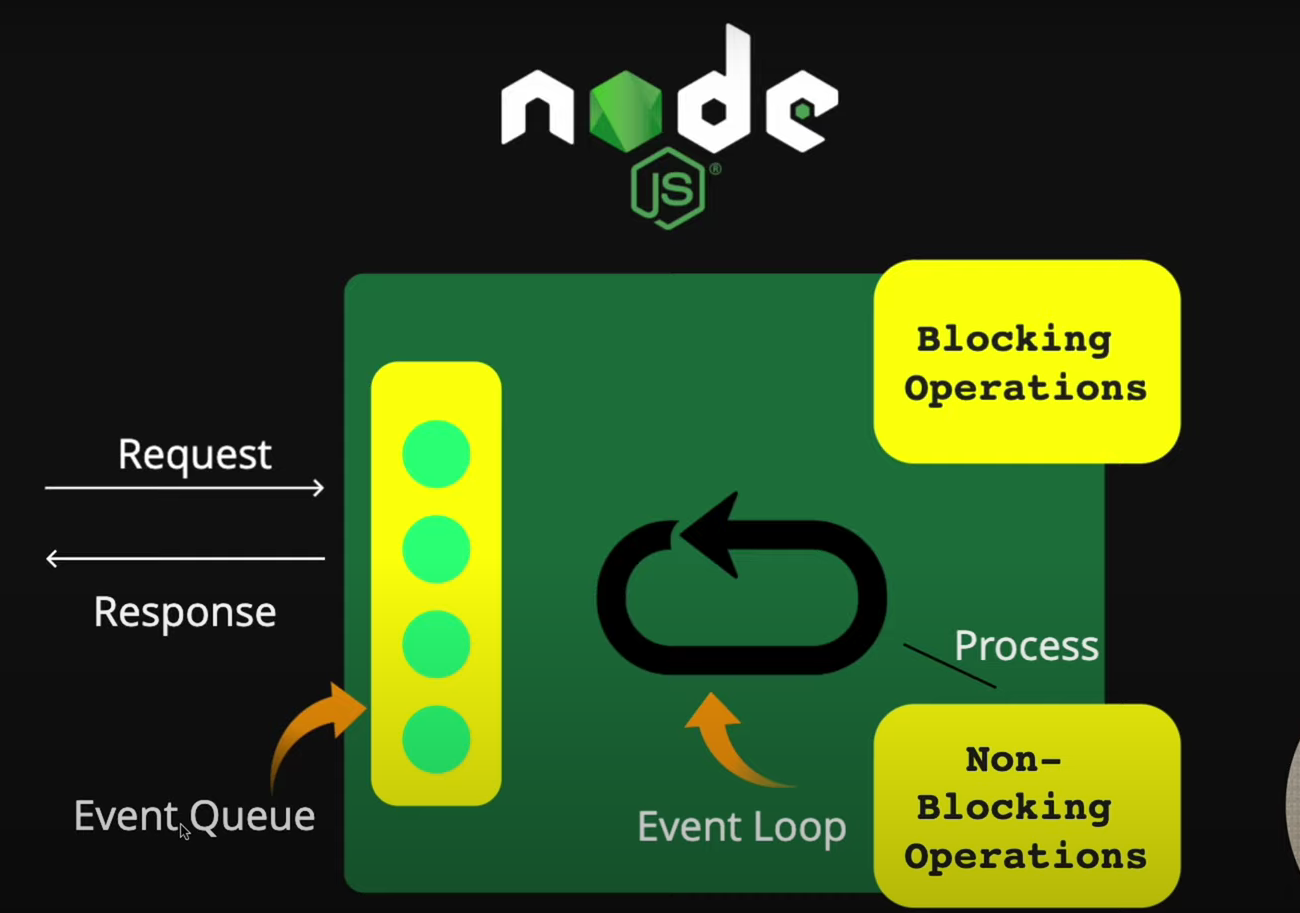 node
JS ®
Blocking
Operations
Request
Response
Process
Non-
Blocking
Operations
Event Queue
Event Loop